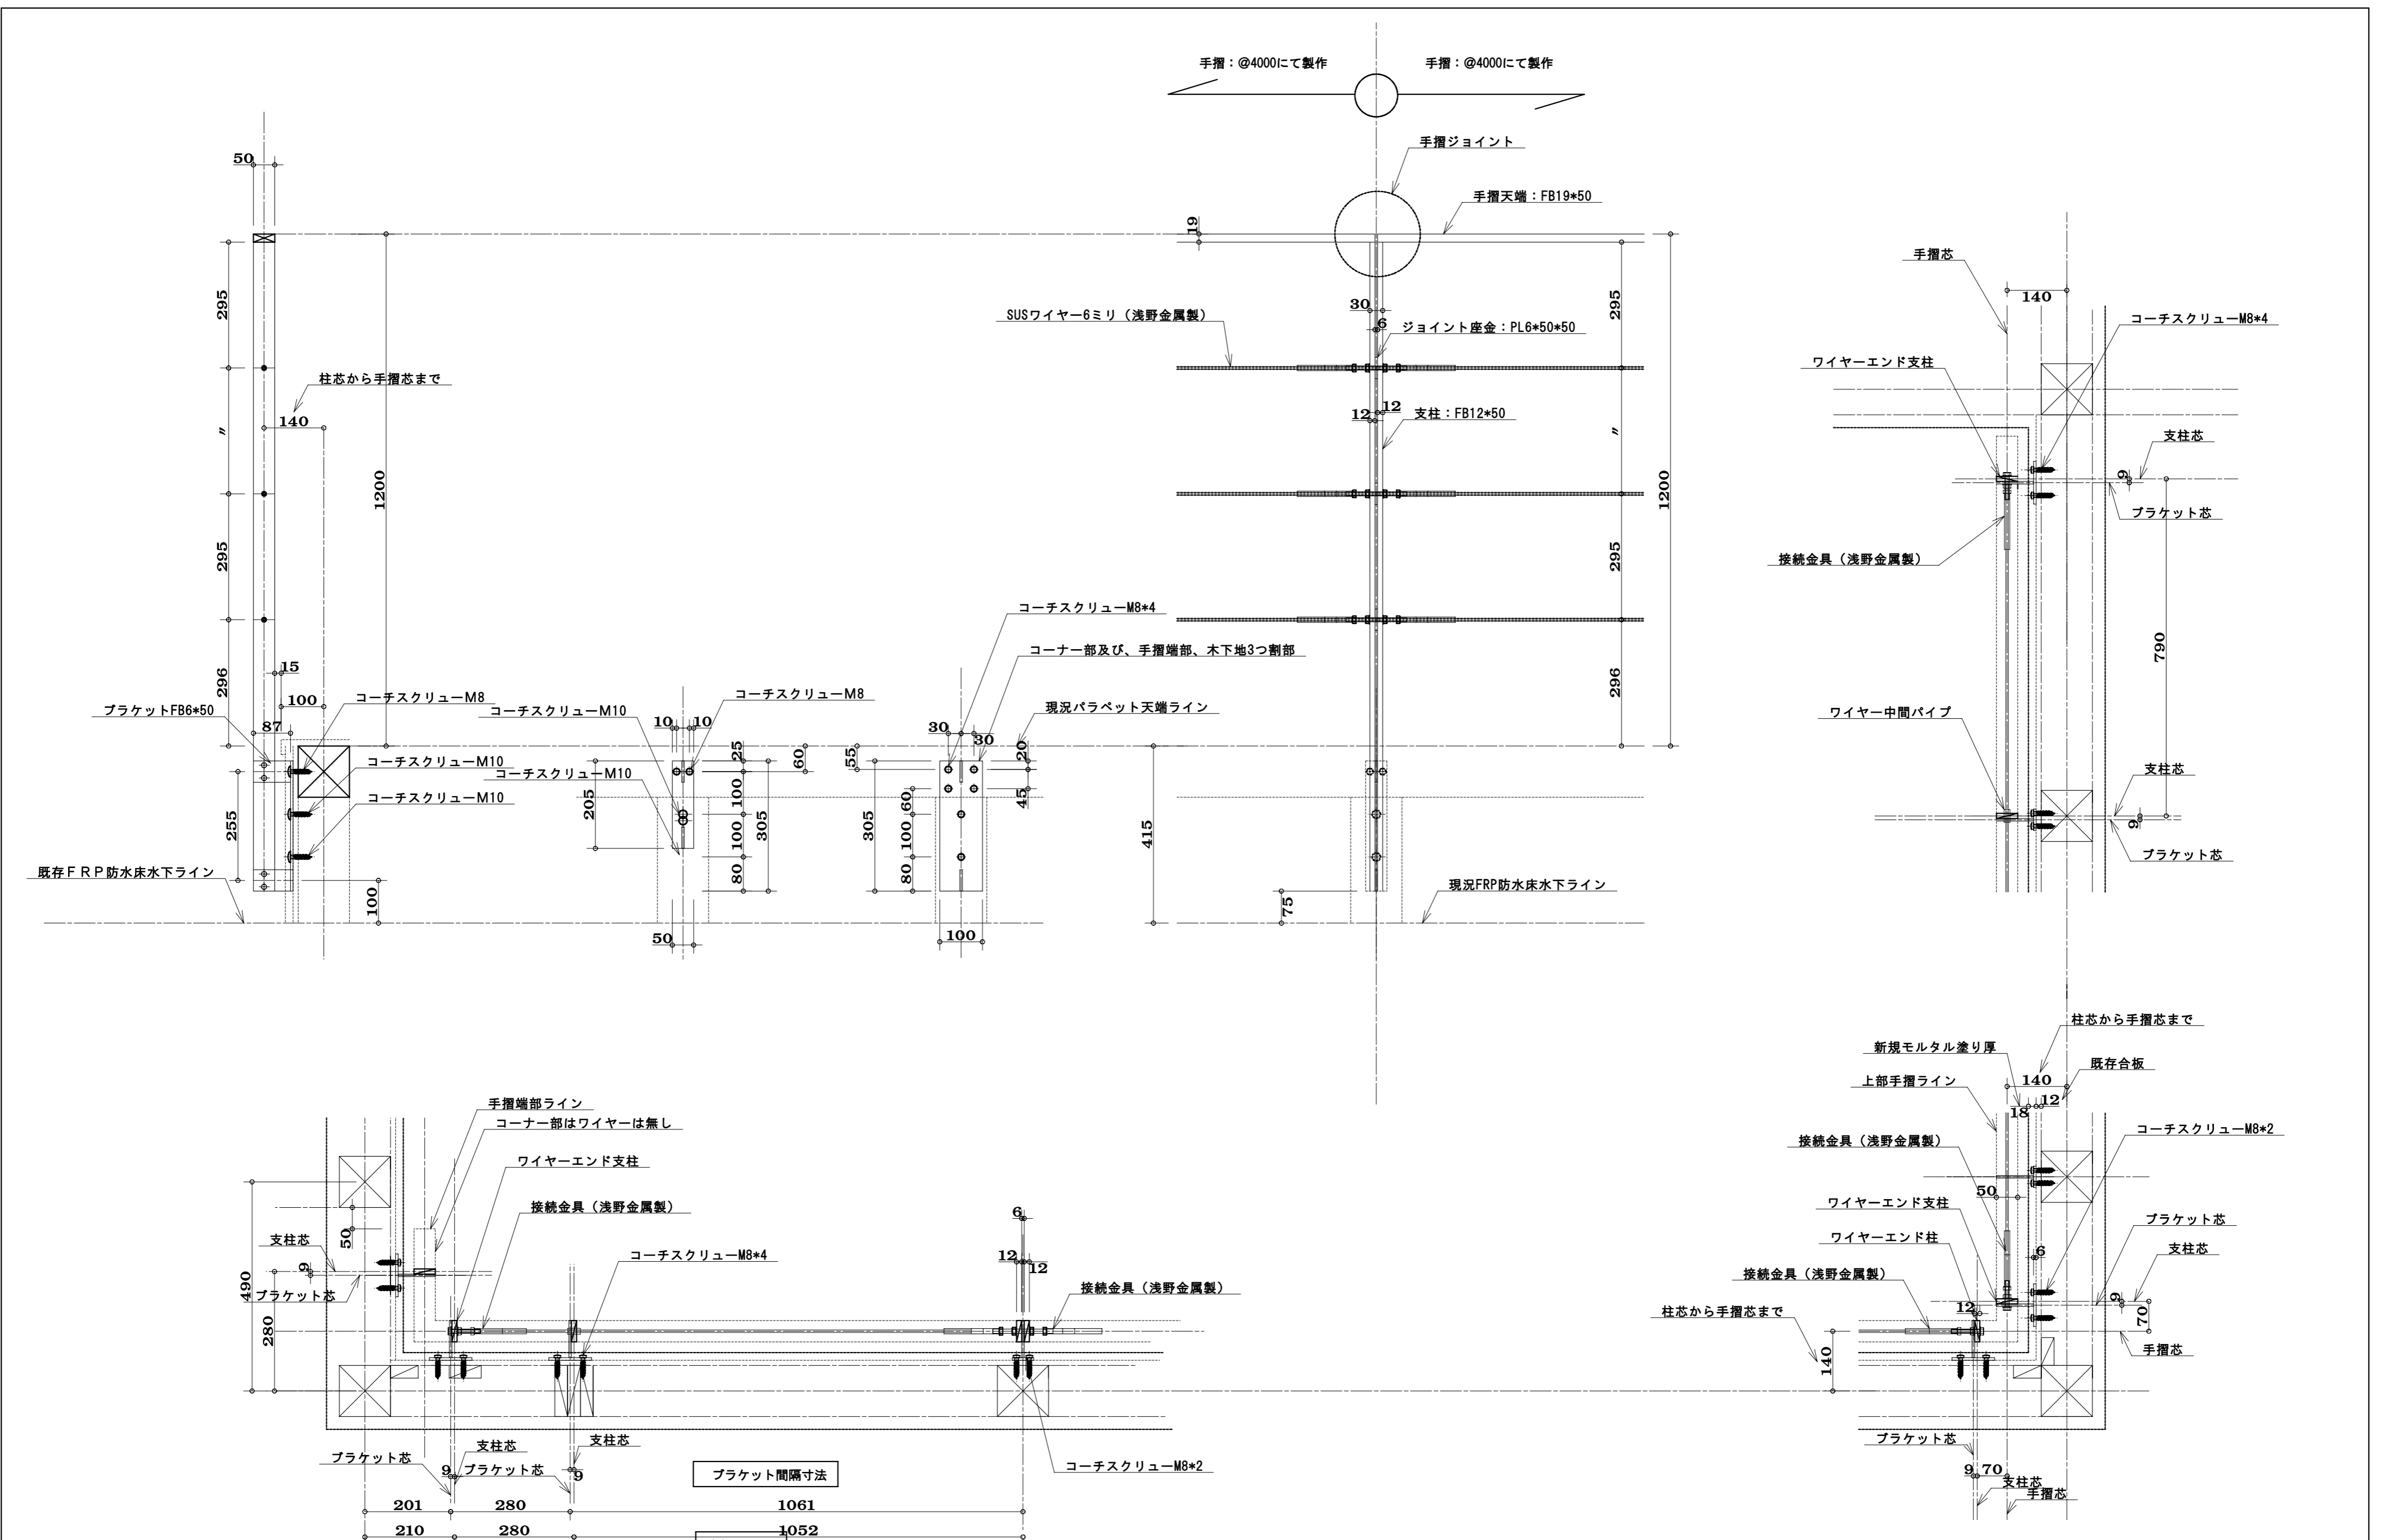 手摺：@4000にて製作
手摺：@4000にて製作
手摺ジョイント
手摺天端：FB19*50
50
19
295
〃
295
296
柱芯から手摺芯まで
140
1200
15
100
87
コーチスクリューM8
コーチスクリューM10
コーチスクリューM10
ブラケットFB6*50
255
100
既存ＦＲＰ防水床水下ライン
コーチスクリューM10
コーチスクリューM10
コーチスクリューM8
10
10
25
60
100
100
80
305
205
50
コーチスクリューM8*4
コーナー部及び、手摺端部、木下地3つ割部
現況パラペット天端ライン
30
30
55
20
45
60
100
80
305
100
SUSワイヤー6ミリ（浅野金属製）
30
6
ジョイント座金：PL6*50*50
12
12
支柱：FB12*50
295
〃
295
296
1200
415
75
現況FRP防水床水下ライン
手摺芯
140
コーチスクリューM8*4
ワイヤーエンド支柱
支柱芯
9
ブラケット芯
接続金具（浅野金属製）
790
ワイヤー中間パイプ
支柱芯
9
ブラケット芯
手摺端部ライン
コーナー部はワイヤーは無し
ワイヤーエンド支柱
接続金具（浅野金属製）
コーチスクリューM8*4
6
12
12
接続金具（浅野金属製）
50
支柱芯
9
ブラケット芯
490
280
ブラケット芯
支柱芯
9
ブラケット芯
支柱芯
9
ブラケット間隔寸法
コーチスクリューM8*2
201
280
1061
210
280
1052
柱芯から手摺芯まで
新規モルタル塗り厚
既存合板
上部手摺ライン
140
18
12
接続金具（浅野金属製）
コーチスクリューM8*2
50
ワイヤーエンド支柱
ワイヤーエンド柱
ブラケット芯
支柱芯
6
接続金具（浅野金属製）
9
70
12
柱芯から手摺芯まで
140
手摺芯
ブラケット芯
9
70
支柱芯
手摺芯